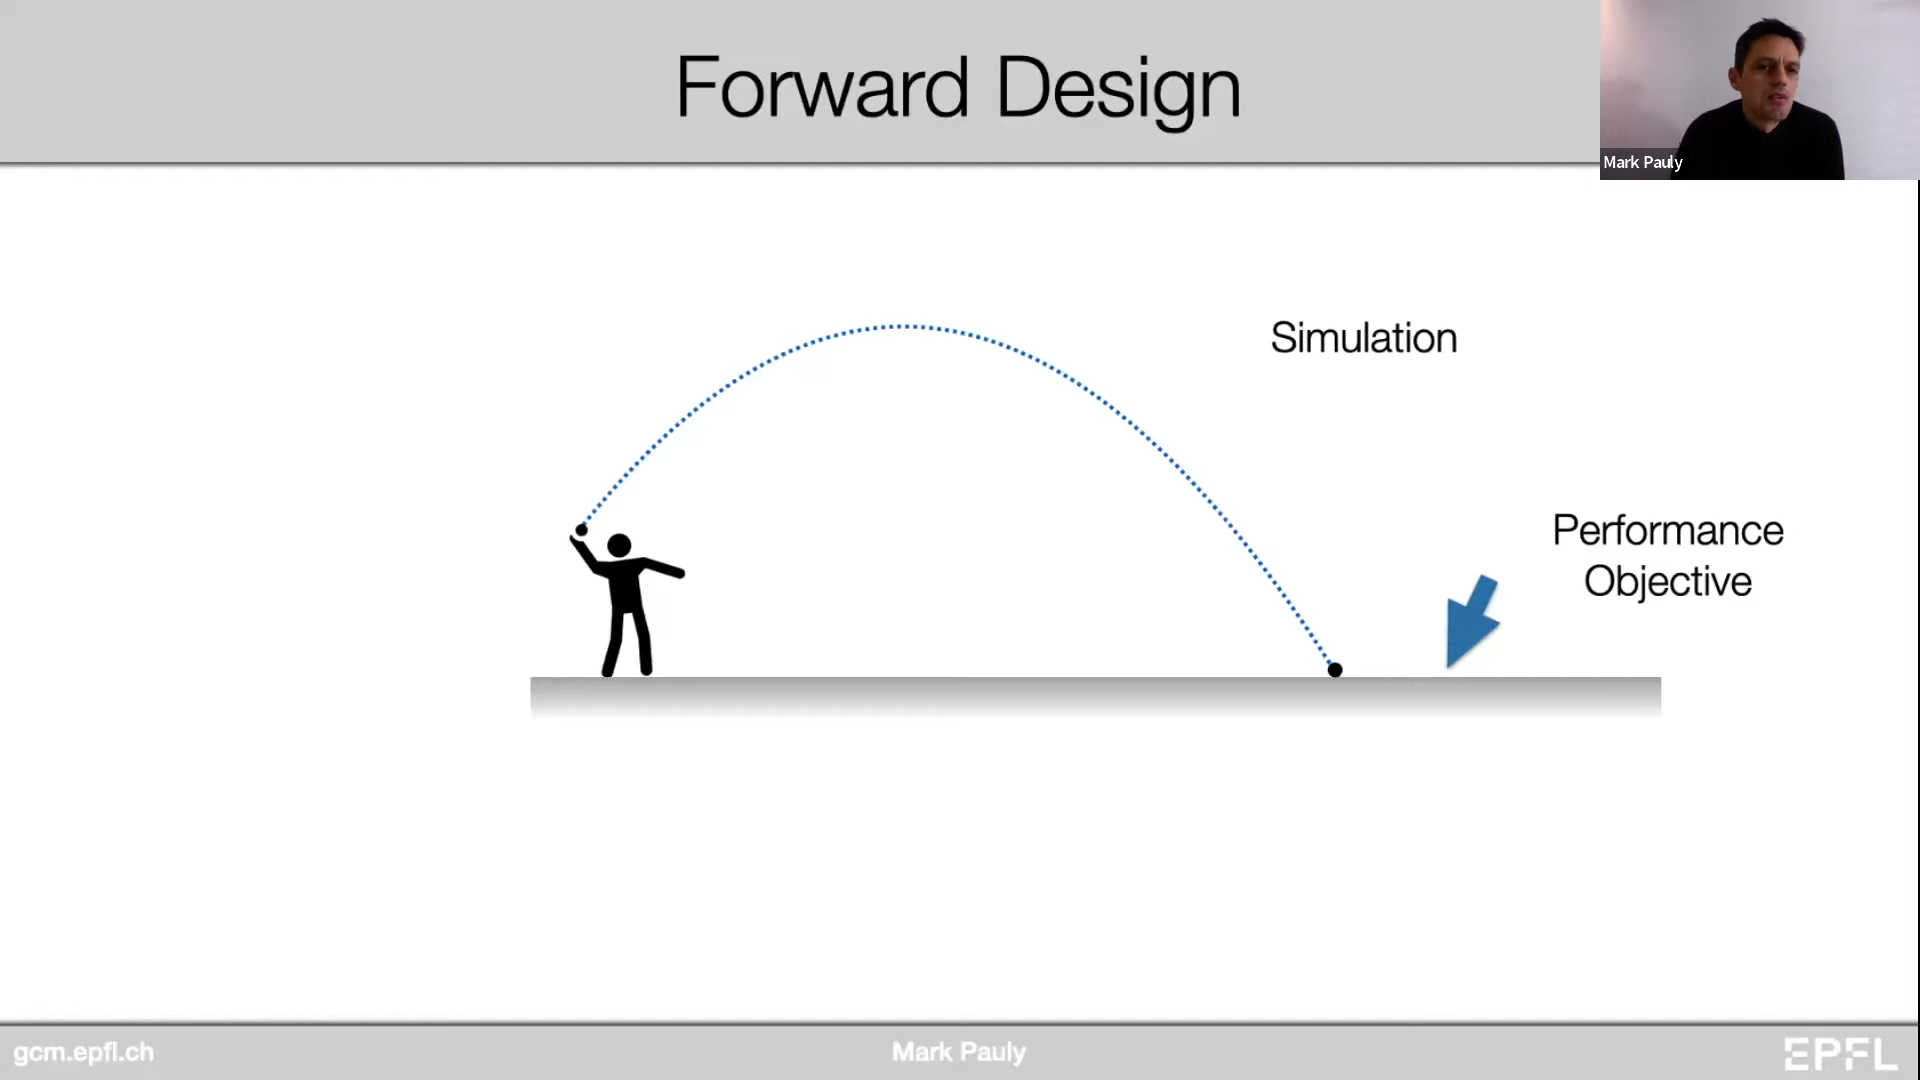 Forward Design
Mark Pauly
Simulation
Performance
Objective
gcm.epfl.ch
Mark Pauly
EPFL